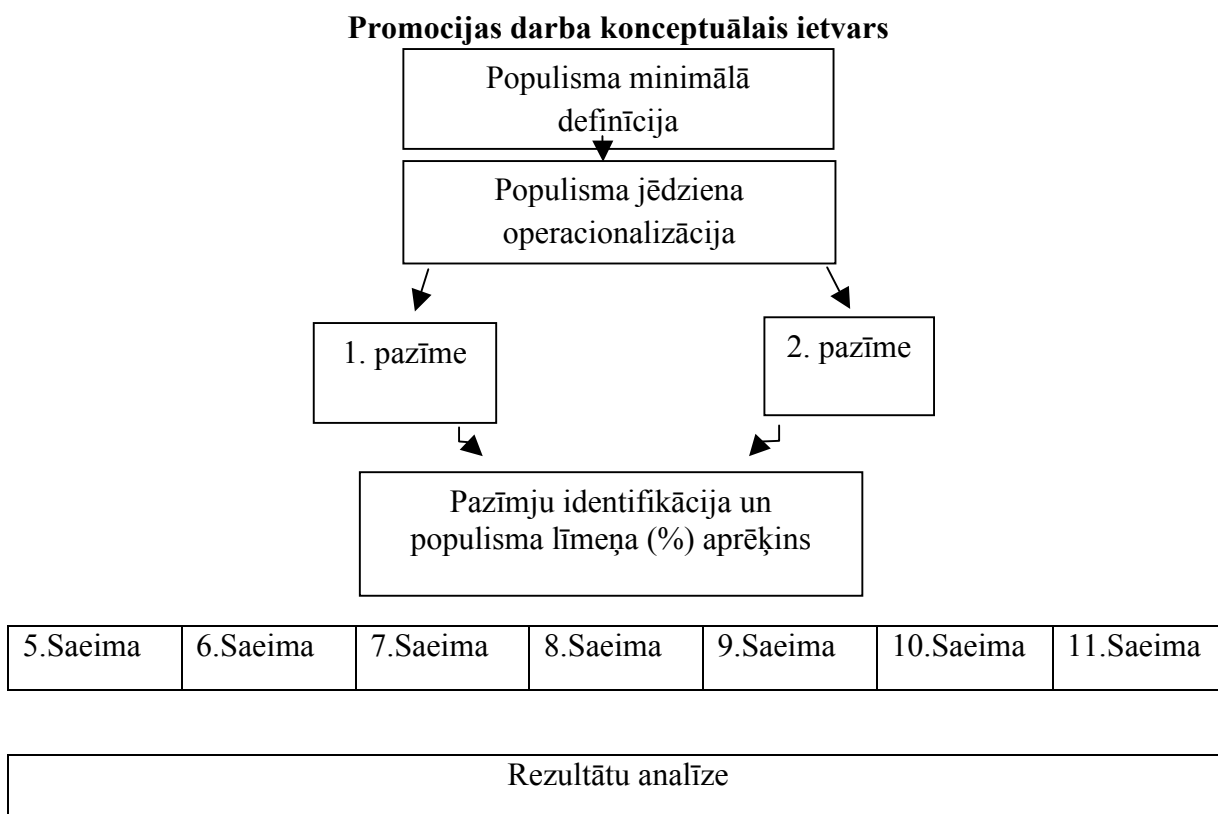 Promocijas darba konceptuālais ietvars
Populisma minimālā
definīcija
Populisma jēdziena
operacionalizācija
1. pazīme
2. pazīme
Pazīmju identifikācija un
populisma līmeņa (%) aprēķins
5.Saeima 6.Saeima 7.Saeima 8.Saeima 9.Saeima 10.Saeima 11.Saeima
Rezultātu analīze